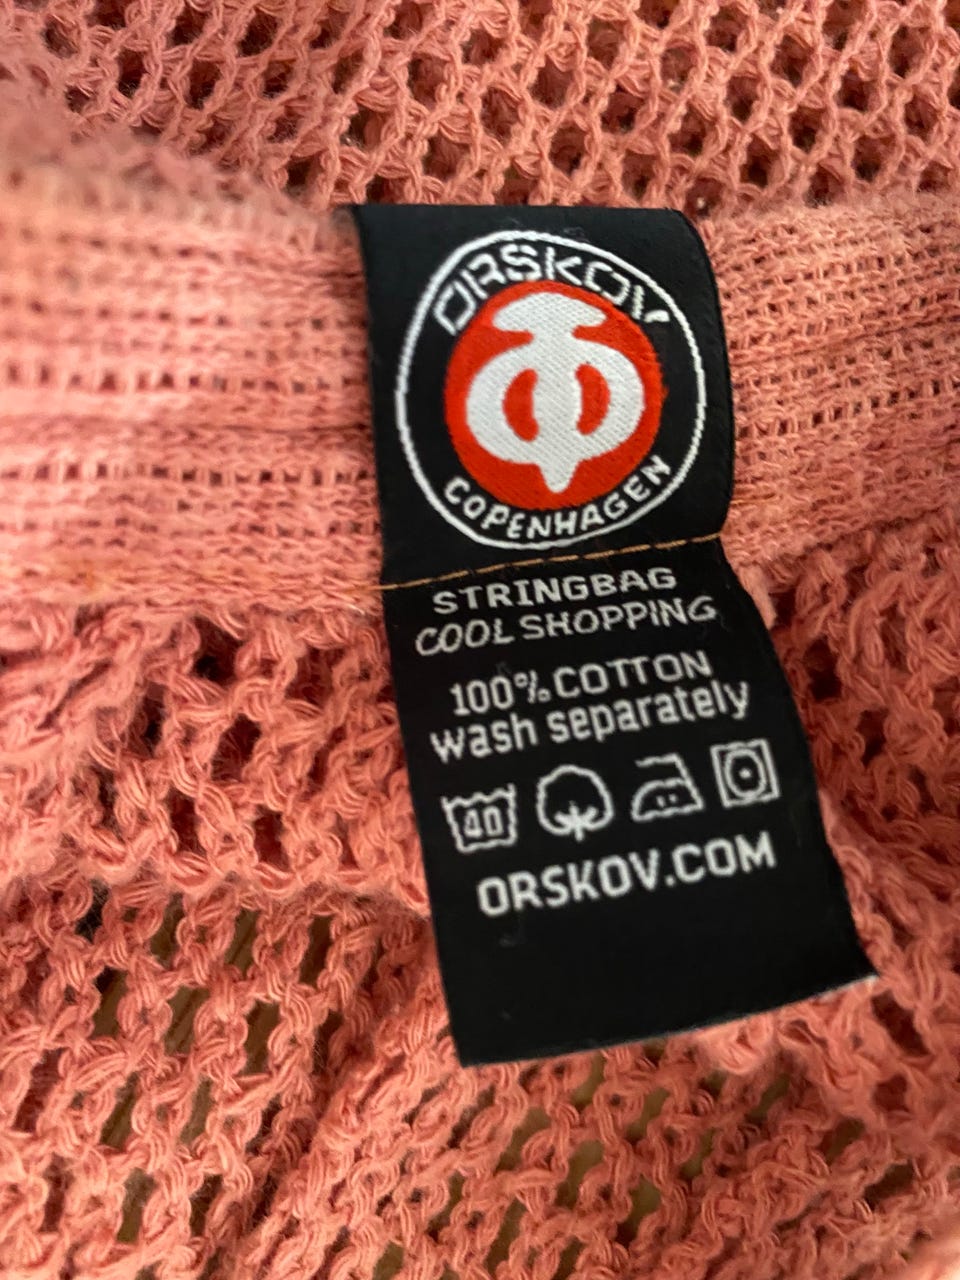 ORSKOV
COPENHAGEN
STRINGBAG
COOL SHOPPING
100% COTTON
wash separately
40
ORSKOV.COM